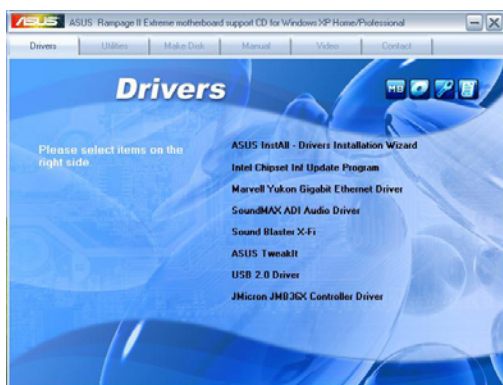 ASUS Rampage II Extreme motherboard support CD for Windows XP Home/Professional
Drivers
Utilities
Make Disk
Manual
Video
Contact
Drivers
MB
Please select items on the
right side.
ASUS InstAll - Drivers Installation Wizard
Intel Chipset Inf Update Program
Marvell Yukon Gigabit Ethernet Driver
SoundMAX ADI Audio Driver
Sound Blaster X-Fi
ASUS TweakIt
USB 2.0 Driver
JMicron JMB36X Controller Driver